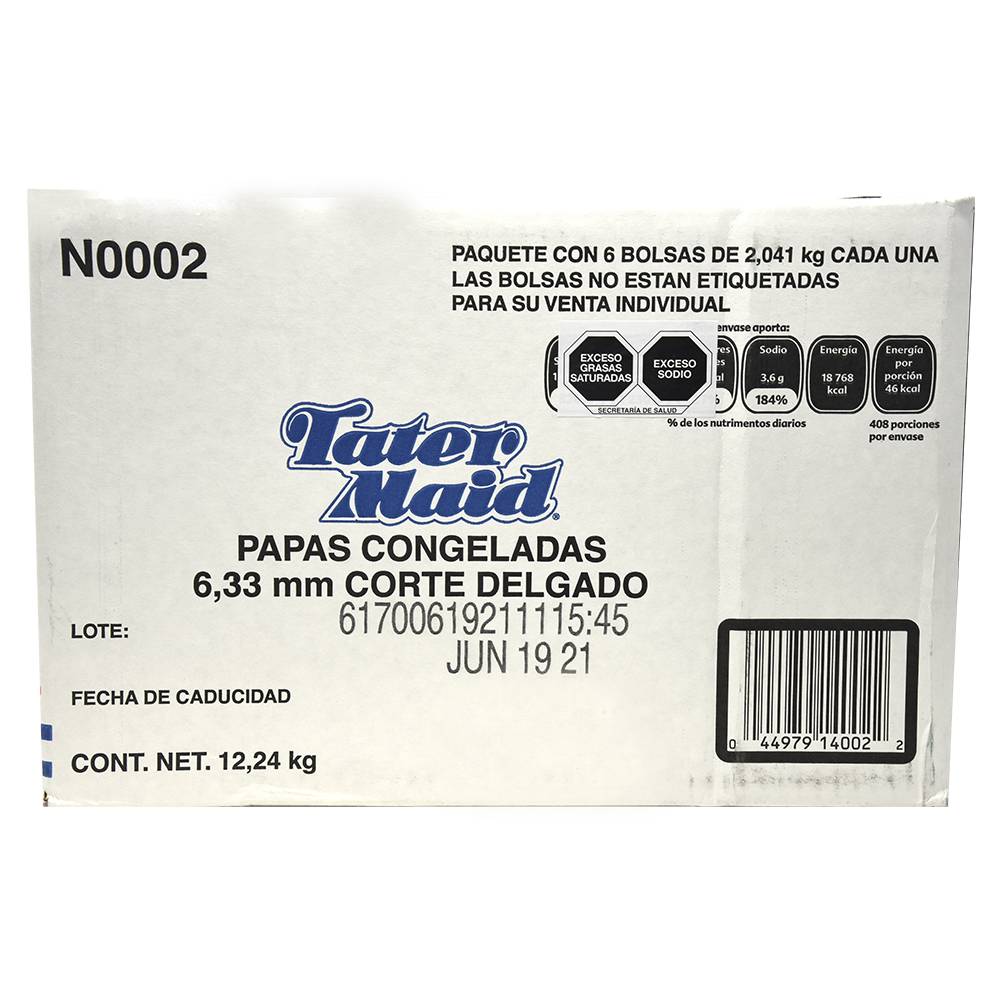 N0002
PAQUETE CON 6 BOLSAS DE 2,041 kg CADA UNA
LAS BOLSAS NO ESTAN ETIQUETADAS
PARA SU VENTA INDIVIDUAL
envase aporta:
EXCESO
GRASAS
SATURADAS
EXCESO
SODIO
SECRETARÍA DE SALUD
Sodio
3,6 g
184%
Energía
18 768
kcal
Energía
por
porción
46 kcal
% de los nutrimentos diarios
408 porciones
por envase
Tater
Maid®
PAPAS CONGELADAS
6,33 mm CORTE DELGADO
LOTE:
61700619211115:45
JUN 19 21
FECHA DE CADUCIDAD
CONT. NET. 12,24 kg
0 44979 14002 2